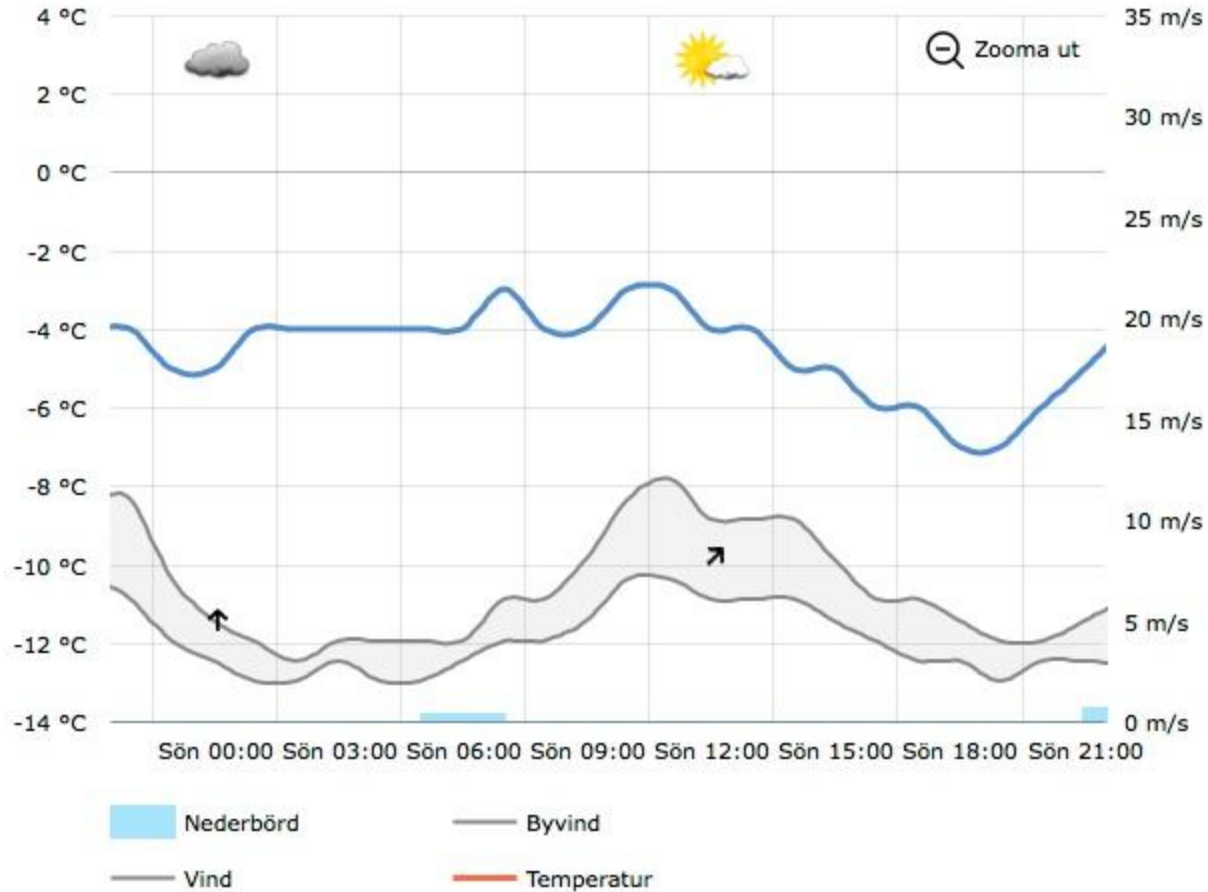 4 °C
35 m/s
Zooma ut
2 °C
30 m/s
0 °C
25 m/s
-2 °C
-4 °C
20 m/s
-6 °C
15 m/s
-8 °C
10 m/s
-10 °C
-12 °C
5 m/s
-14 °C
0 m/s
Sön 00:00 Sön 03:00 Sön 06:00 Sön 09:00 Sön 12:00 Sön 15:00 Sön 18:00 Sön 21:00
Nederbörd
Byvind
Vind
Temperatur